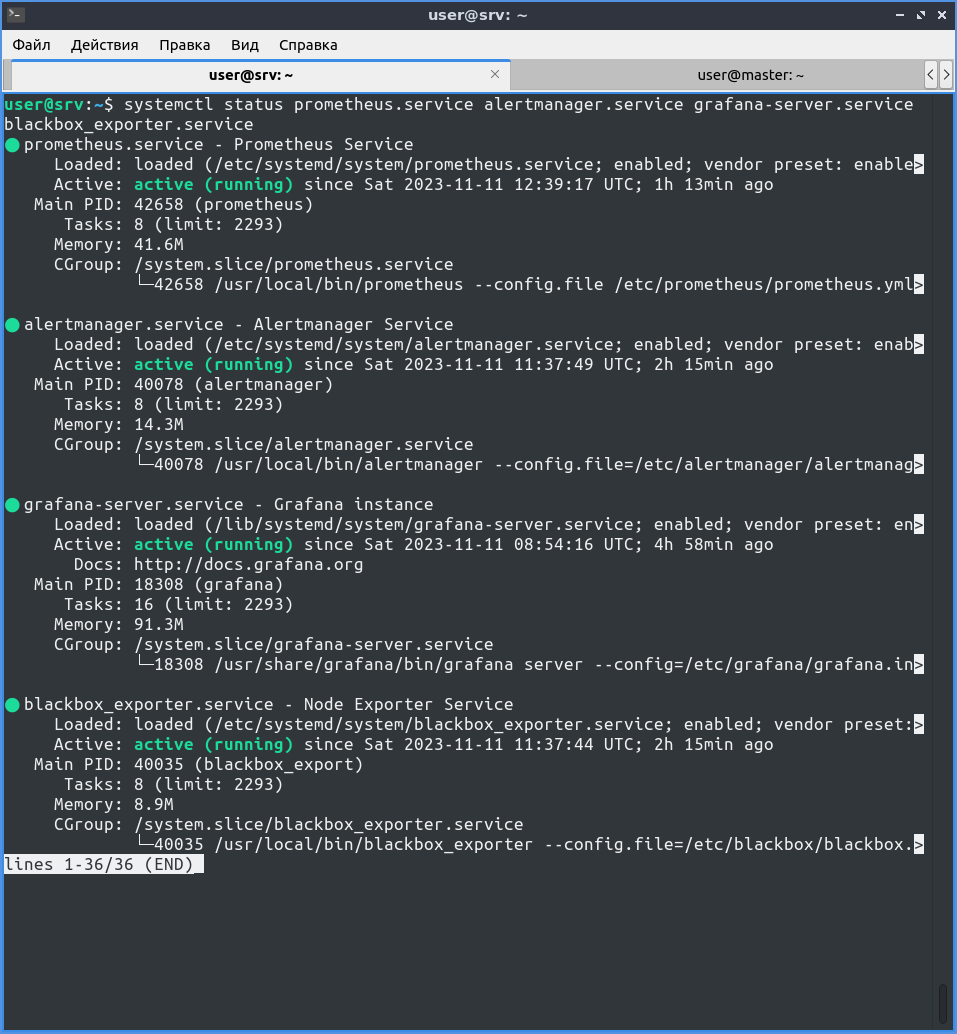 user@srv: ~
Файл Действия Правка Вид Справка
user@srv: ~ user@master: ~
user@srv:~$ systemctl status prometheus.service alertmanager.service grafana-server.service
blackbox_exporter.service
● prometheus.service - Prometheus Service
     Loaded: loaded (/etc/systemd/system/prometheus.service; enabled; vendor preset: enable>
     Active: active (running) since Sat 2023-11-11 12:39:17 UTC; 1h 13min ago
   Main PID: 42658 (prometheus)
      Tasks: 8 (limit: 2293)
     Memory: 41.6M
     CGroup: /system.slice/prometheus.service
             └─42658 /usr/local/bin/prometheus --config.file /etc/prometheus/prometheus.yml>

● alertmanager.service - Alertmanager Service
     Loaded: loaded (/etc/systemd/system/alertmanager.service; enabled; vendor preset: enab>
     Active: active (running) since Sat 2023-11-11 11:37:49 UTC; 2h 15min ago
   Main PID: 40078 (alertmanager)
      Tasks: 8 (limit: 2293)
     Memory: 14.3M
     CGroup: /system.slice/alertmanager.service
             └─40078 /usr/local/bin/alertmanager --config.file=/etc/alertmanager/alertmanag>

● grafana-server.service - Grafana instance
     Loaded: loaded (/lib/systemd/system/grafana-server.service; enabled; vendor preset: en>
     Active: active (running) since Sat 2023-11-11 08:54:16 UTC; 4h 58min ago
       Docs: http://docs.grafana.org
   Main PID: 18308 (grafana)
      Tasks: 16 (limit: 2293)
     Memory: 91.3M
     CGroup: /system.slice/grafana-server.service
             └─18308 /usr/share/grafana/bin/grafana server --config=/etc/grafana/grafana.in>

● blackbox_exporter.service - Node Exporter Service
     Loaded: loaded (/etc/systemd/system/blackbox_exporter.service; enabled; vendor preset:>
     Active: active (running) since Sat 2023-11-11 11:37:44 UTC; 2h 15min ago
   Main PID: 40035 (blackbox_export)
      Tasks: 8 (limit: 2293)
     Memory: 8.9M
     CGroup: /system.slice/blackbox_exporter.service
             └─40035 /usr/local/bin/blackbox_exporter --config.file=/etc/blackbox/blackbox.>
lines 1-36/36 (END)